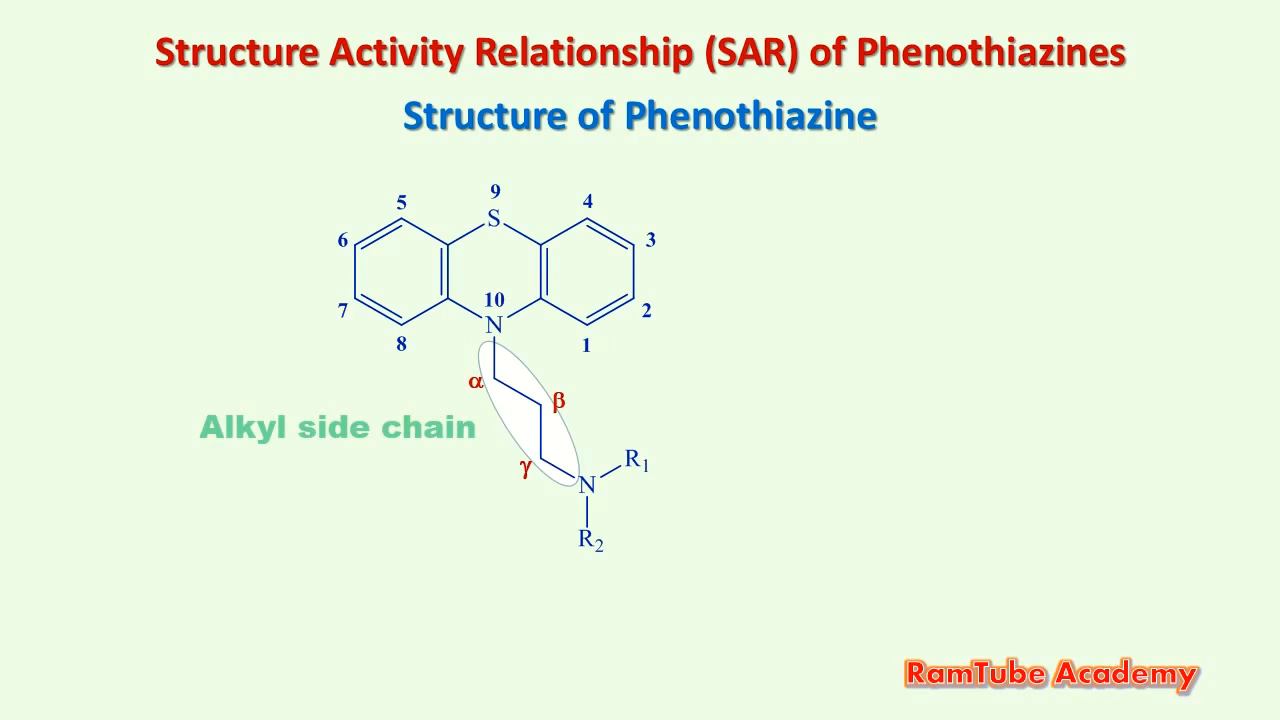 Structure Activity Relationship (SAR) of Phenothiazines
Structure of Phenothiazine
9
5
S
4
6
3
7
10
2
N
8
1
α
β
Alkyl side chain
γ
R1
N
R2
RamTube Academy